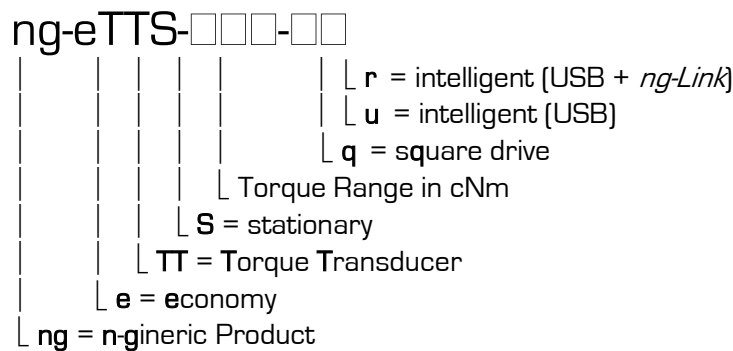 ng-eTTS-□□□-□□
r = intelligent (USB + ng-Link)
u = intelligent (USB)
q = square drive
Torque Range in cNm
S = stationary
TT = Torque Transducer
e = economy
ng = n-gineric Product